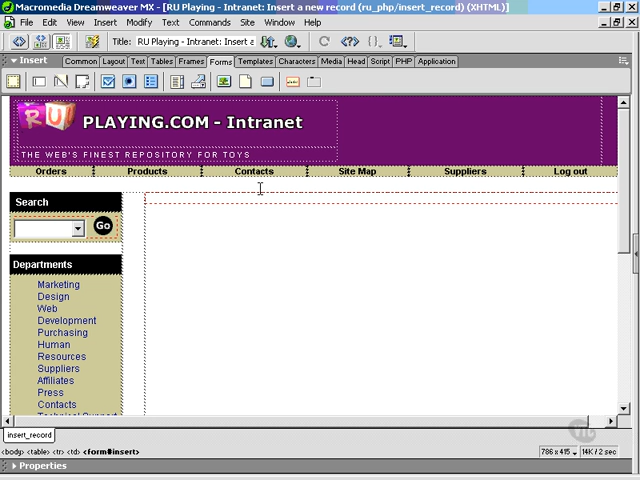 Macromedia Dreamweaver MX - [RU Playing - Intranet: Insert a new record (ru_php/insert_record) (XHTML)]
File Edit View Insert Modify Text Commands Site Window Help
Title: RU Playing - Intranet: Insert a
Insert Common Layout Text Tables Frames Forms Templates Characters Media Head Script PHP Application
RU PLAYING.COM - Intranet
THE WEB'S FINEST REPOSITORY FOR TOYS
Orders Products Contacts Site Map Suppliers Log out
Search
Go
Departments
Marketing
Design
Web
Development
Purchasing
Human
Resources
Suppliers
Affiliates
Press
Contacts
Technical Support
insert_record
<body> <table> <tr> <td> <form#insert>
786 x 415 14K / 2 sec
Properties